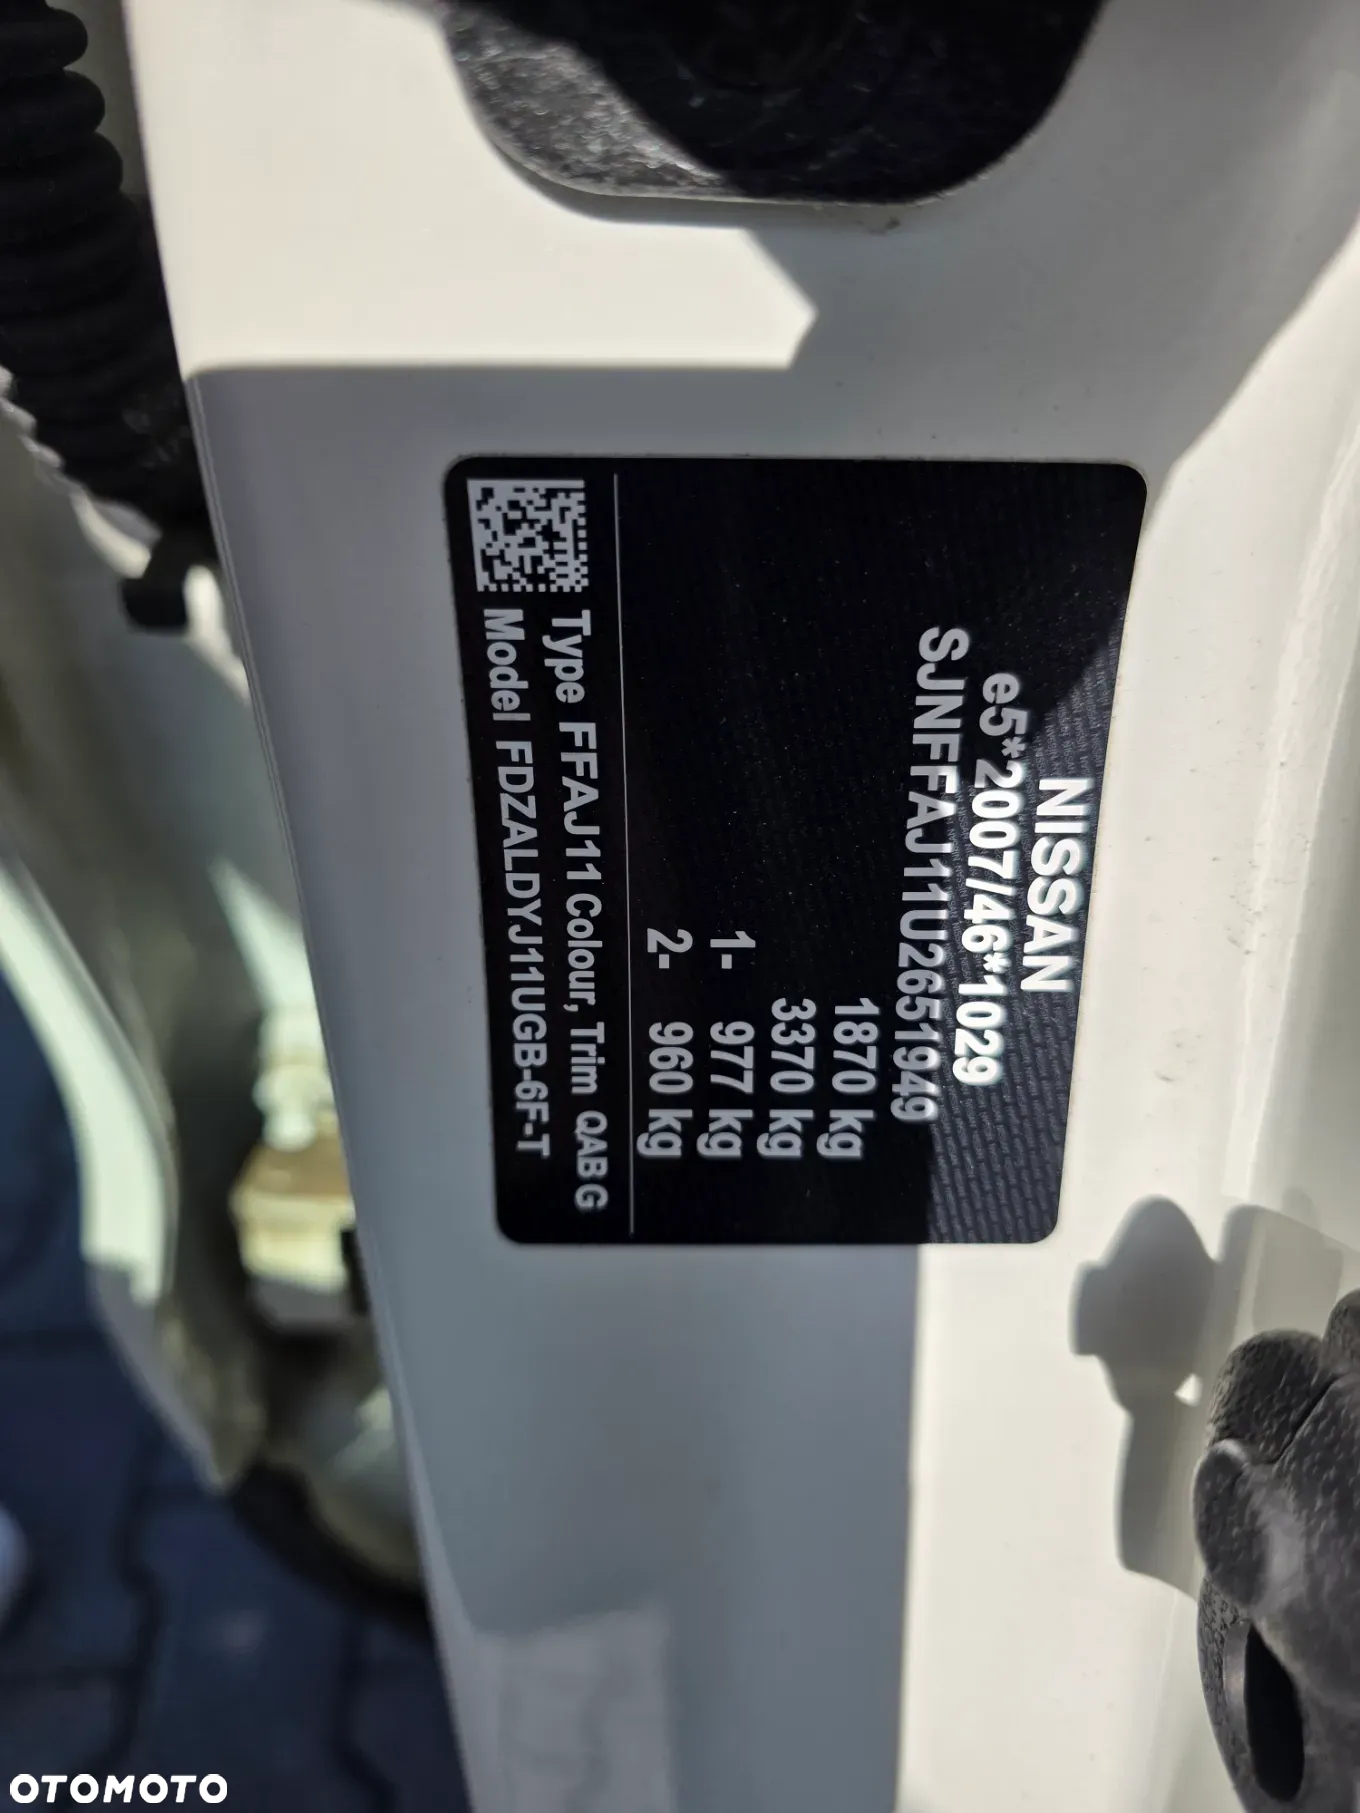 NISSAN
e5*2007/46*1029
SJNFFAJ11U2651949
1870 kg
3370 kg
1- 977 kg
2- 960 kg
Type FFAJ11 Colour, Trim QAB G
Model FDZALDYJ11UGB-6F-T
OTOMOTO